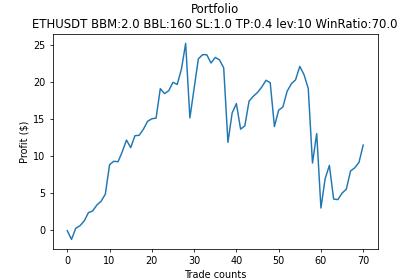 Portfolio
ETHUSDT BBM:2.0 BBL:160 SL:1.0 TP:0.4 lev:10 WinRatio:70.0
25
20
15
10
5
0
Profit ($)
0 10 20 30 40 50 60 70
Trade counts